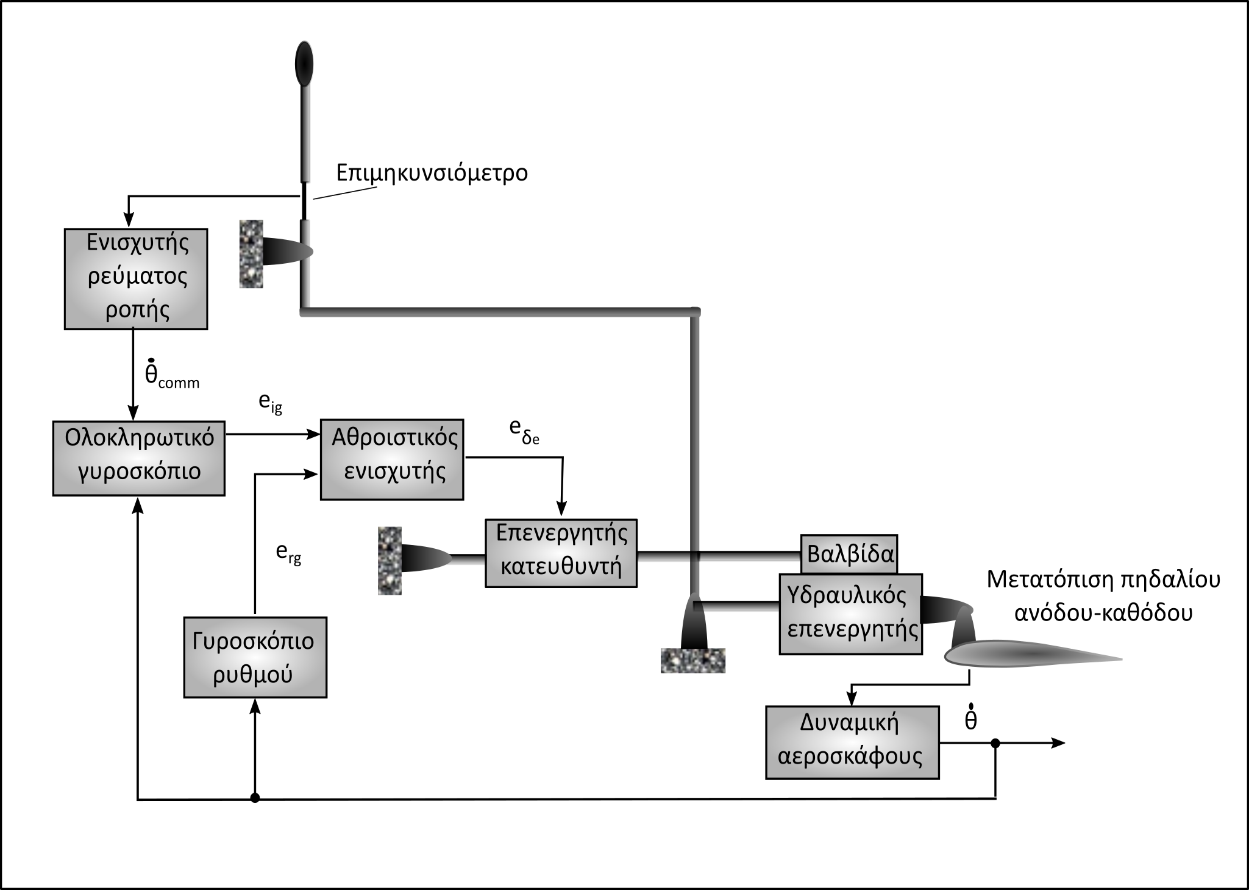 Επιμηκυνσιόμετρο
Ενισχυτής
ρεύματος
ροπής
θ̇comm
eig
Ολοκληρωτικό
γυροσκόπιο
Αθροιστικός
ενισχυτής
eδe
erg
Επενεργητής
κατευθυντή
Βαλβίδα
Υδραυλικός
επενεργητής
Μετατόπιση πηδαλίου
ανόδου-καθόδου
Γυροσκόπιο
ρυθμού
Δυναμική
αεροσκάφους
θ̇